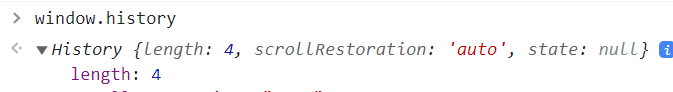 > window.history
History {length: 4, scrollRestoration: 'auto', state: null} i
length: 4